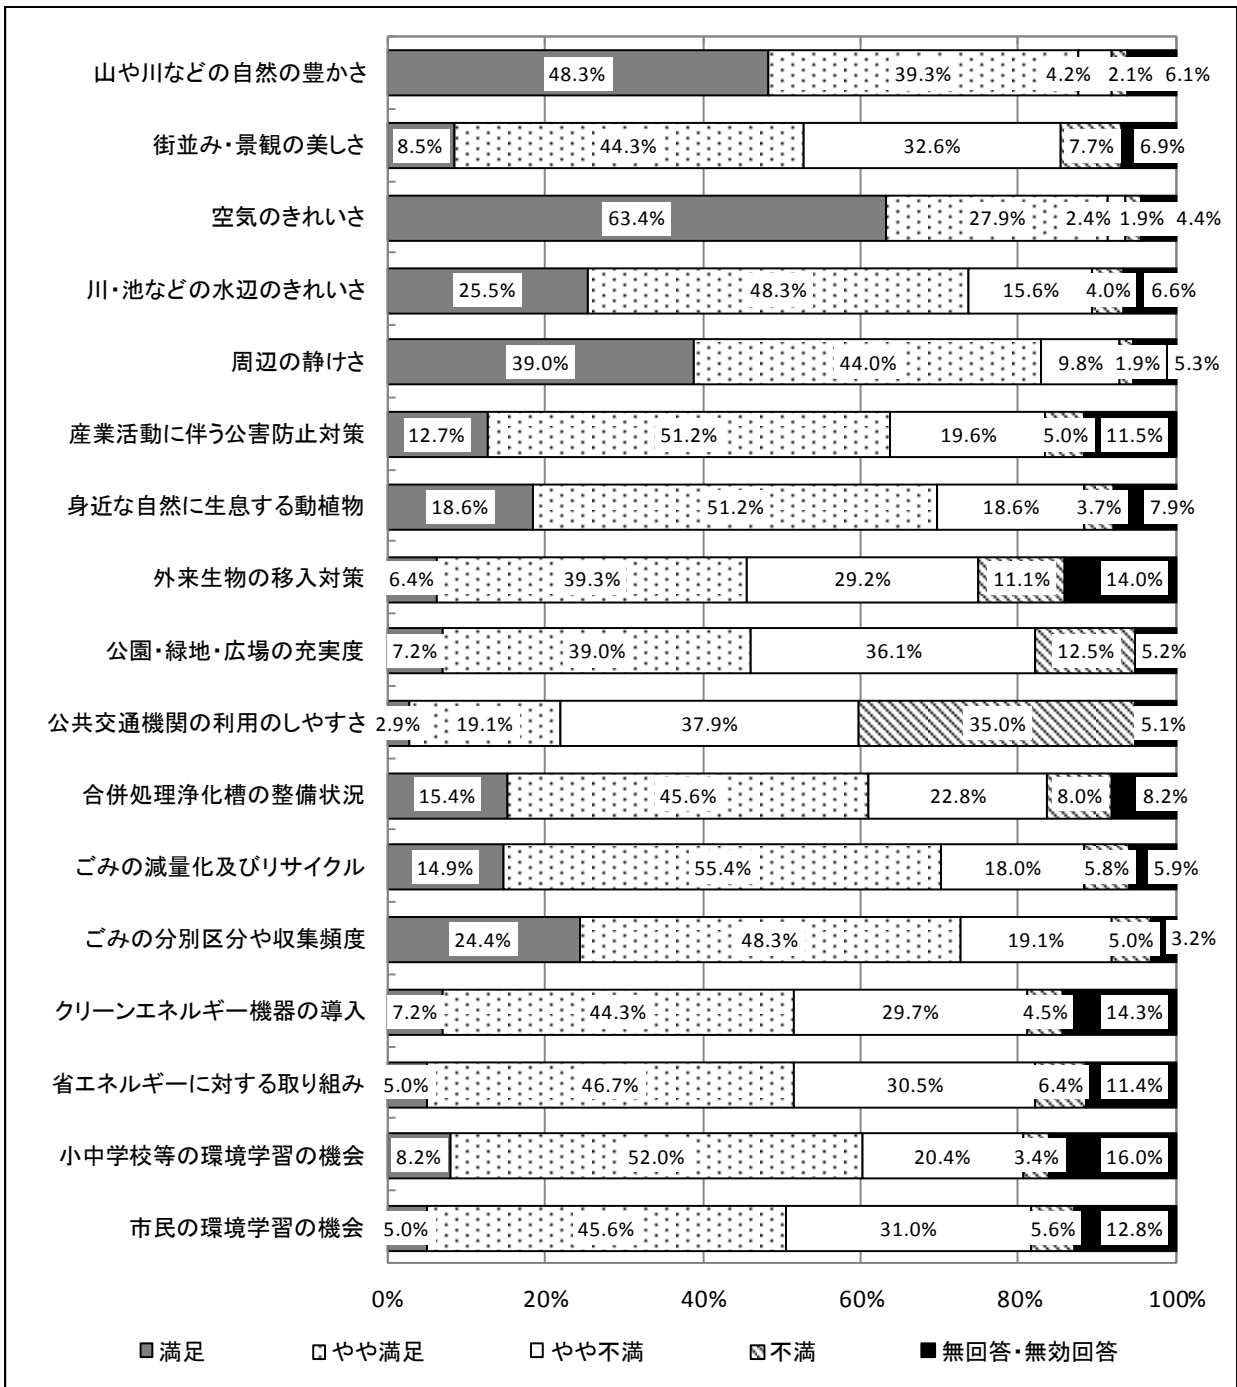 山や川などの自然の豊かさ 48.3% 39.3% 4.2% 2.1% 6.1%
街並み・景観の美しさ 8.5% 44.3% 32.6% 7.7% 6.9%
空気のきれいさ 63.4% 27.9% 2.4% 1.9% 4.4%
川・池などの水辺のきれいさ 25.5% 48.3% 15.6% 4.0% 6.6%
周辺の静けさ 39.0% 44.0% 9.8% 1.9% 5.3%
産業活動に伴う公害防止対策 12.7% 51.2% 19.6% 5.0% 11.5%
身近な自然に生息する動植物 18.6% 51.2% 18.6% 3.7% 7.9%
外来生物の移入対策 6.4% 39.3% 29.2% 11.1% 14.0%
公園・緑地・広場の充実度 7.2% 39.0% 36.1% 12.5% 5.2%
公共交通機関の利用のしやすさ 2.9% 19.1% 37.9% 35.0% 5.1%
合併処理浄化槽の整備状況 15.4% 45.6% 22.8% 8.0% 8.2%
ごみの減量化及びリサイクル 14.9% 55.4% 18.0% 5.8% 5.9%
ごみの分別区分や収集頻度 24.4% 48.3% 19.1% 5.0% 3.2%
クリーンエネルギー機器の導入 7.2% 44.3% 29.7% 4.5% 14.3%
省エネルギーに対する取り組み 5.0% 46.7% 30.5% 6.4% 11.4%
小中学校等の環境学習の機会 8.2% 52.0% 20.4% 3.4% 16.0%
市民の環境学習の機会 5.0% 45.6% 31.0% 5.6% 12.8%
0% 20% 40% 60% 80% 100%
満足 やや満足 やや不満 不満 無回答・無効回答